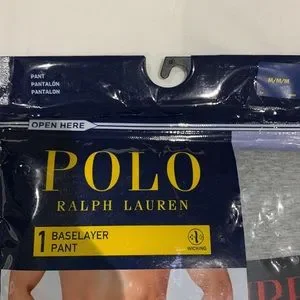 PANT
PANTALÓN
PANTALON
M/M/M
OPEN HERE
POLO
RALPH LAUREN
1 BASELAYER
PANT
WICKING